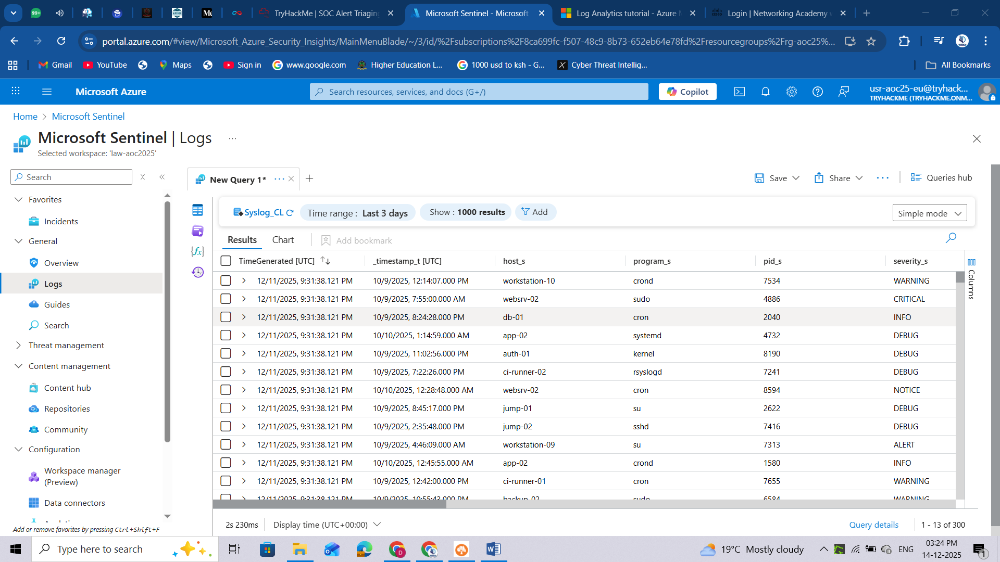 99+
TryHackMe | SOC Alert Triaging
Microsoft Sentinel - Microsoft
Log Analytics tutorial - Azure M
Login | Networking Academy
portal.azure.com/#view/Microsoft_Azure_Security_Insights/MainMenuBlade/~/3/id/%2Fsubscriptions%2F8ca699fc-f507-48c9-8b73-652eb64e78fd%2Fresourcegroups%2Frg-aoc25%...
Gmail
YouTube
Maps
Sign in
www.google.com
Higher Education L...
1000 usd to ksh - G...
Cyber Threat Intellig...
All Bookmarks
Microsoft Azure
Search resources, services, and docs (G+/)
Copilot
usr-aoc25-eu@tryhack...
TRYHACKME (TRYHACKME.ONM...
Home > Microsoft Sentinel
Microsoft Sentinel | Logs ...
Selected workspace: 'law-aoc2025'
Search
Favorites
Incidents
General
Overview
Logs
Guides
Search
Threat management
Content management
Content hub
Repositories
Community
Configuration
Workspace manager
(Preview)
Data connectors
Add or remove favorites by pressing Ctrl+Shift+F
New Query 1* ...
Save
Share
...
Queries hub
Syslog_CL
Time range : Last 3 days
Show : 1000 results
Add
Simple mode
Results
Chart
Add bookmark
TimeGenerated [UTC] _timestamp_t [UTC] host_s program_s pid_s severity_s
12/11/2025, 9:31:38.121 PM 10/9/2025, 12:14:07.000 PM workstation-10 crond 7534 WARNING
12/11/2025, 9:31:38.121 PM 10/9/2025, 7:55:00.000 AM websrv-02 sudo 4886 CRITICAL
12/11/2025, 9:31:38.121 PM 10/9/2025, 8:24:28.000 PM db-01 cron 2040 INFO
12/11/2025, 9:31:38.121 PM 10/10/2025, 1:14:59.000 AM app-02 systemd 4732 DEBUG
12/11/2025, 9:31:38.121 PM 10/9/2025, 11:02:56.000 PM auth-01 kernel 8190 DEBUG
12/11/2025, 9:31:38.121 PM 10/9/2025, 7:22:26.000 PM ci-runner-02 rsyslogd 7241 DEBUG
12/11/2025, 9:31:38.121 PM 10/10/2025, 12:28:48.000 AM websrv-02 cron 8594 NOTICE
12/11/2025, 9:31:38.121 PM 10/9/2025, 8:45:17.000 PM jump-01 su 2622 DEBUG
12/11/2025, 9:31:38.121 PM 10/9/2025, 2:35:48.000 PM jump-02 sshd 7416 DEBUG
12/11/2025, 9:31:38.121 PM 10/9/2025, 4:46:09.000 AM workstation-09 su 7313 ALERT
12/11/2025, 9:31:38.121 PM 10/10/2025, 12:45:55.000 AM app-02 crond 1580 INFO
12/11/2025, 9:31:38.121 PM 10/9/2025, 12:42:00.000 PM ci-runner-01 cron 7655 WARNING
12/11/2025, 9:31:38.121 PM 10/9/2025, 10:55:43.000 PM backup-02 sudo 6584 WARNING
Columns
2s 230ms
Display time (UTC+00:00)
Query details
1 - 13 of 300
Type here to search
19°C Mostly cloudy
ENG
03:24 PM
14-12-2025
1